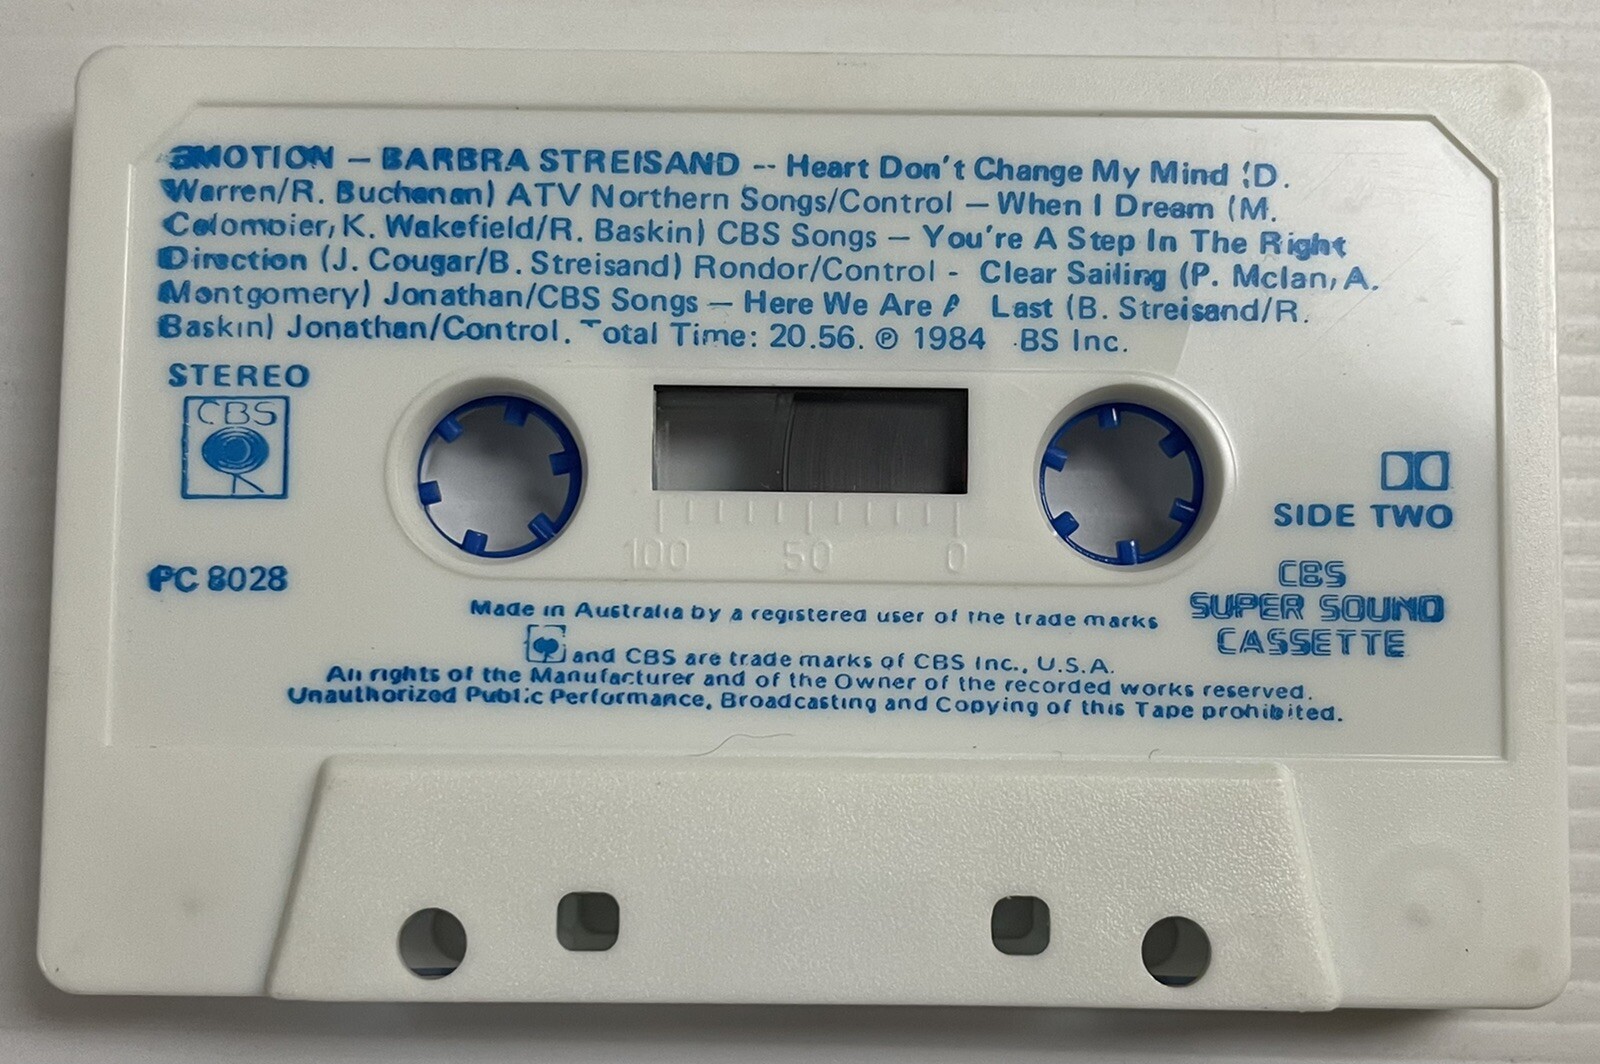 EMOTION — BARBRA STREISAND -- Heart Don't Change My Mind (D.
Warren/R. Buchanan) ATV Northern Songs/Control — When I Dream (M.
Colombier, K. Wakefield/R. Baskin) CBS Songs — You're A Step In The Right
Direction (J. Cougar/B. Streisand) Rondor/Control - Clear Sailing (P. McIan, A.
Montgomery) Jonathan/CBS Songs — Here We Are A Last (B. Streisand/R.
Baskin) Jonathan/Control. Total Time: 20.56. ℗ 1984 BS Inc.
STEREO
CBS
PC 8028
100 50 0
SIDE TWO
CBS
SUPER SOUND
CASSETTE
Made in Australia by a registered user of the trade marks
and CBS are trade marks of CBS Inc., U.S.A.
All rights of the Manufacturer and of the Owner of the recorded works reserved.
Unauthorized Public Performance, Broadcasting and Copying of this Tape prohibited.